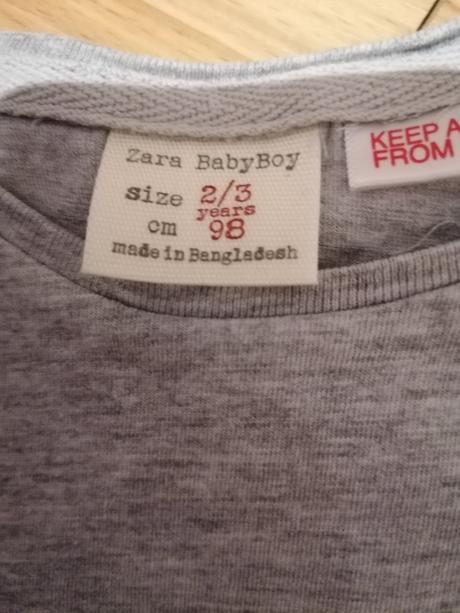 Zara BabyBoy
size 2/3
years
cm 98
made in Bangladesh
KEEP A
FROM